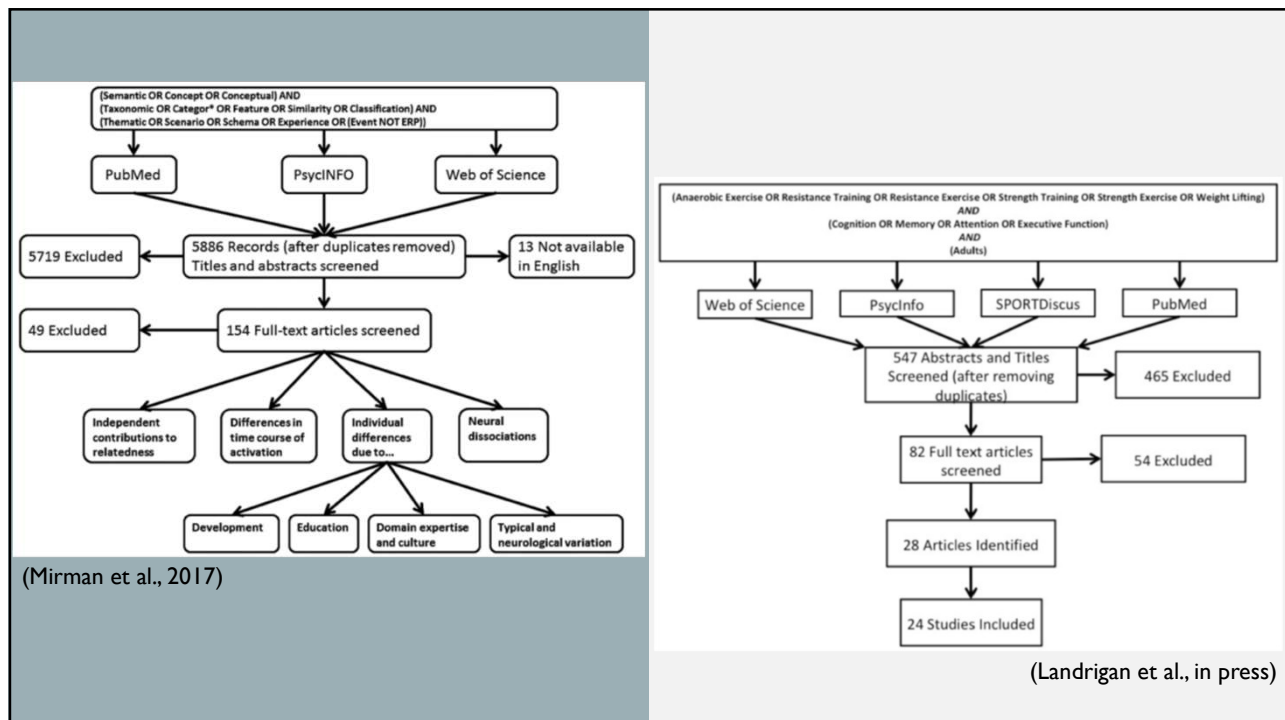 (Semantic OR Concept OR Conceptual) AND
(Taxonomic OR Categor* OR Feature OR Similarity OR Classification) AND
(Thematic OR Scenario OR Schema OR Experience OR (Event NOT ERP))
PubMed
PsycINFO
Web of Science
5719 Excluded
5886 Records (after duplicates removed)
Titles and abstracts screened
13 Not available
in English
49 Excluded
154 Full-text articles screened
Independent
contributions to
relatedness
Differences in
time course of
activation
Individual
differences
due to...
Neural
dissociations
Development
Education
Domain expertise
and culture
Typical and
neurological variation
(Mirman et al., 2017)
(Anaerobic Exercise OR Resistance Training OR Resistance Exercise OR Strength Training OR Strength Exercise OR Weight Lifting)
AND
(Cognition OR Memory OR Attention OR Executive Function)
AND
(Adults)
Web of Science
PsycInfo
SPORTDiscus
PubMed
547 Abstracts and Titles
Screened (after removing
duplicates)
465 Excluded
82 Full text articles
screened
54 Excluded
28 Articles Identified
24 Studies Included
(Landrigan et al., in press)